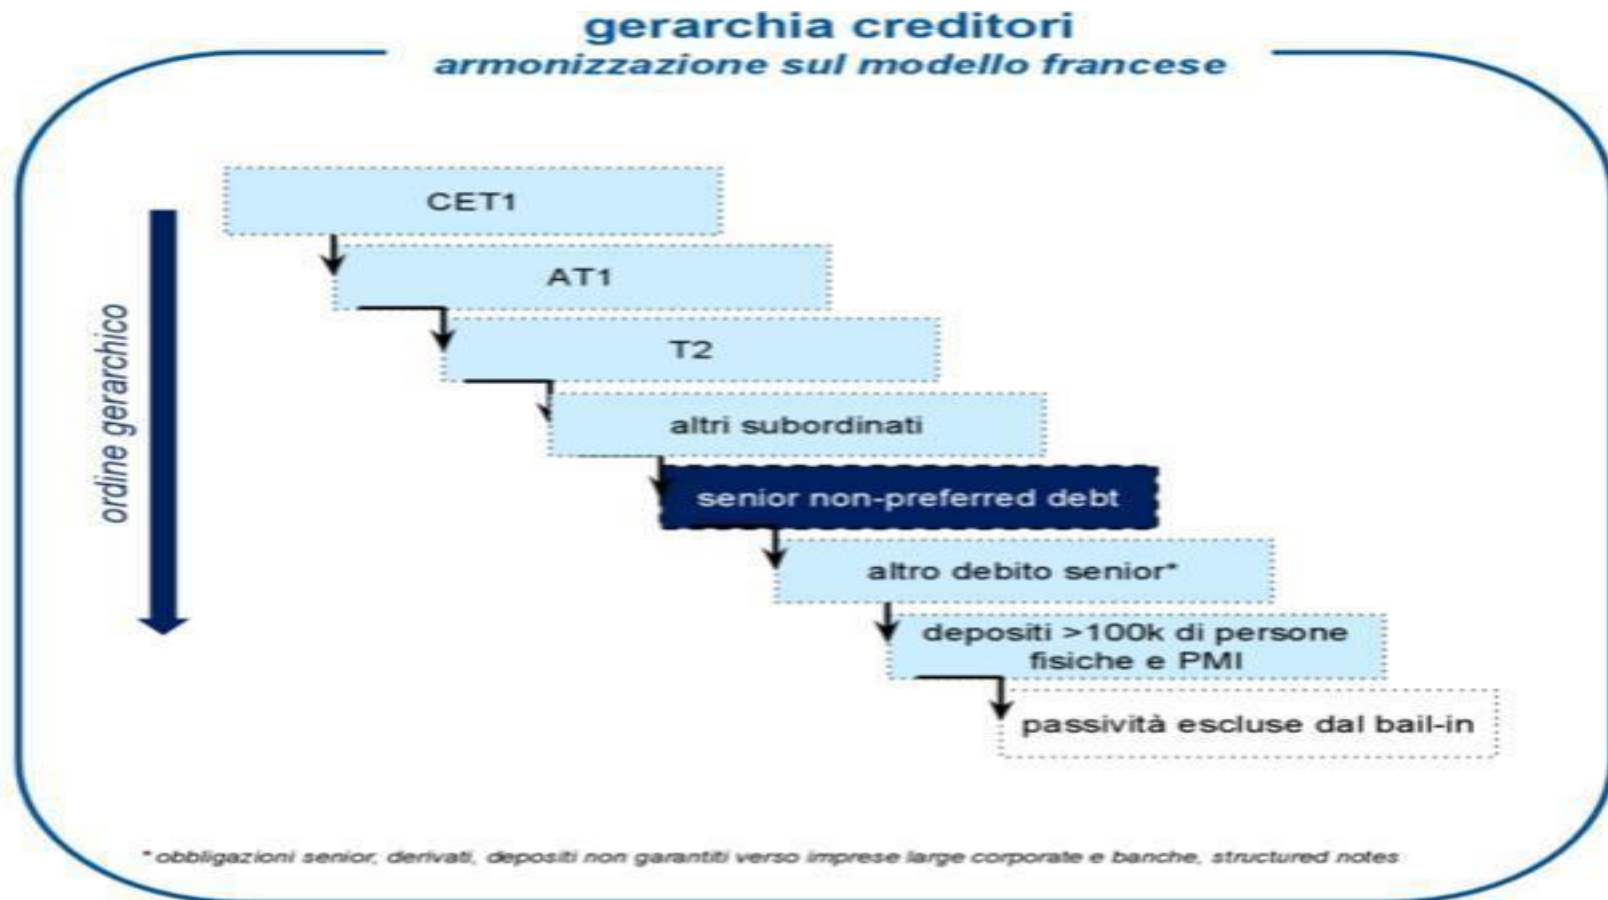 gerarchia creditori
armonizzazione sul modello francese
ordine gerarchico
CET1
AT1
T2
altri subordinati
senior non-preferred debt
altro debito senior*
depositi >100k di persone
fisiche e PMI
passività escluse dal bail-in
* obbligazioni senior, derivati, depositi non garantiti verso imprese large corporate e banche, structured notes